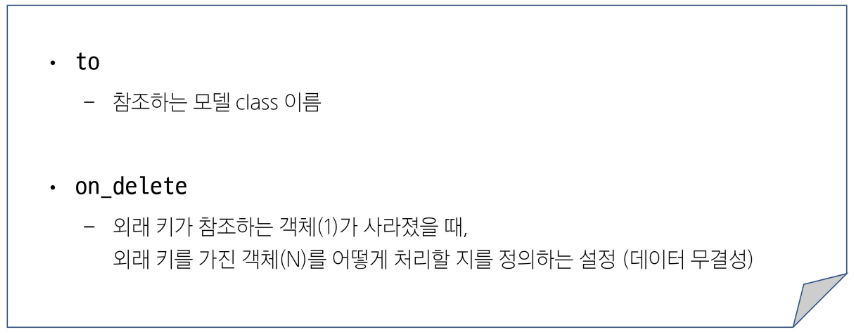 • to
– 참조하는 모델 class 이름
• on_delete
– 외래 키가 참조하는 객체(1)가 사라졌을 때,
외래 키를 가진 객체(N)를 어떻게 처리할 지를 정의하는 설정 (데이터 무결성)